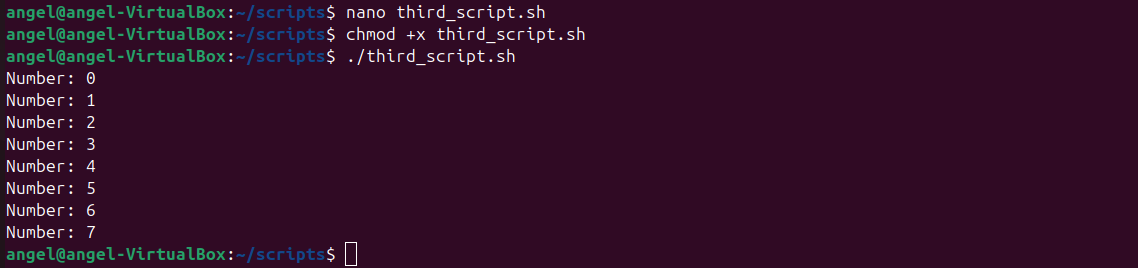 angel@angel-VirtualBox:~/scripts$ nano third_script.sh
angel@angel-VirtualBox:~/scripts$ chmod +x third_script.sh
angel@angel-VirtualBox:~/scripts$ ./third_script.sh
Number: 0
Number: 1
Number: 2
Number: 3
Number: 4
Number: 5
Number: 6
Number: 7
angel@angel-VirtualBox:~/scripts$